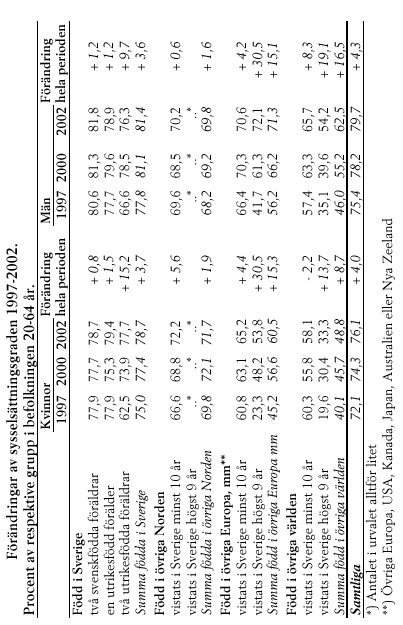 Förändringar av sysselsättningsgraden 1997-2002.
Procent av respektive grupp i befolkningen 20-64 år.
Kvinnor Förändring Män Förändring
1997 2000 2002 hela perioden 1997 2000 2002 hela perioden
Född i Sverige
två svenskfödda föräldrar 77,9 77,7 78,7 + 0,8 80,6 81,3 81,8 + 1,2
en utrikesfödd förälder 77,9 75,3 79,4 + 1,5 77,7 79,6 78,9 + 1,2
två utrikesfödda föräldrar 62,5 73,9 77,7 + 15,2 66,6 78,5 76,3 + 9,7
Summa födda i Sverige 75,0 77,4 78,7 + 3,7 77,8 81,1 81,4 + 3,6
Född i övriga Norden
vistats i Sverige minst 10 år 66,6 68,8 72,2 + 5,6 69,6 68,5 70,2 + 0,6
vistats i Sverige högst 9 år ..* ..* ..* ..* ..* ..*
Summa födda i övriga Norden 69,8 72,1 71,7 + 1,9 68,2 69,2 69,8 + 1,6
Född i övriga Europa, mm**
vistats i Sverige minst 10 år 60,8 63,1 65,2 + 4,4 66,4 70,3 70,6 + 4,2
vistats i Sverige högst 9 år 23,3 48,2 53,8 + 30,5 41,7 61,3 72,1 + 30,5
Summa född i övriga Europa mm 45,2 56,6 60,5 + 15,3 56,2 66,2 71,3 + 15,1
Född i övriga världen
vistats i Sverige minst 10 år 60,3 55,8 58,1 - 2,2 57,4 63,3 65,7 + 8,3
vistats i Sverige högst 9 år 19,6 30,4 33,3 + 13,7 35,1 39,6 54,2 + 19,1
Summa född i övriga världen 40,1 45,7 48,8 + 8,7 46,0 55,2 62,5 + 16,5
Samtliga 72,1 74,3 76,1 + 4,0 75,4 78,2 79,7 + 4,3
*) Antalet i urvalet alltför litet
**) Övriga Europa, USA, Kanada, Japan, Australien eller Nya Zeeland